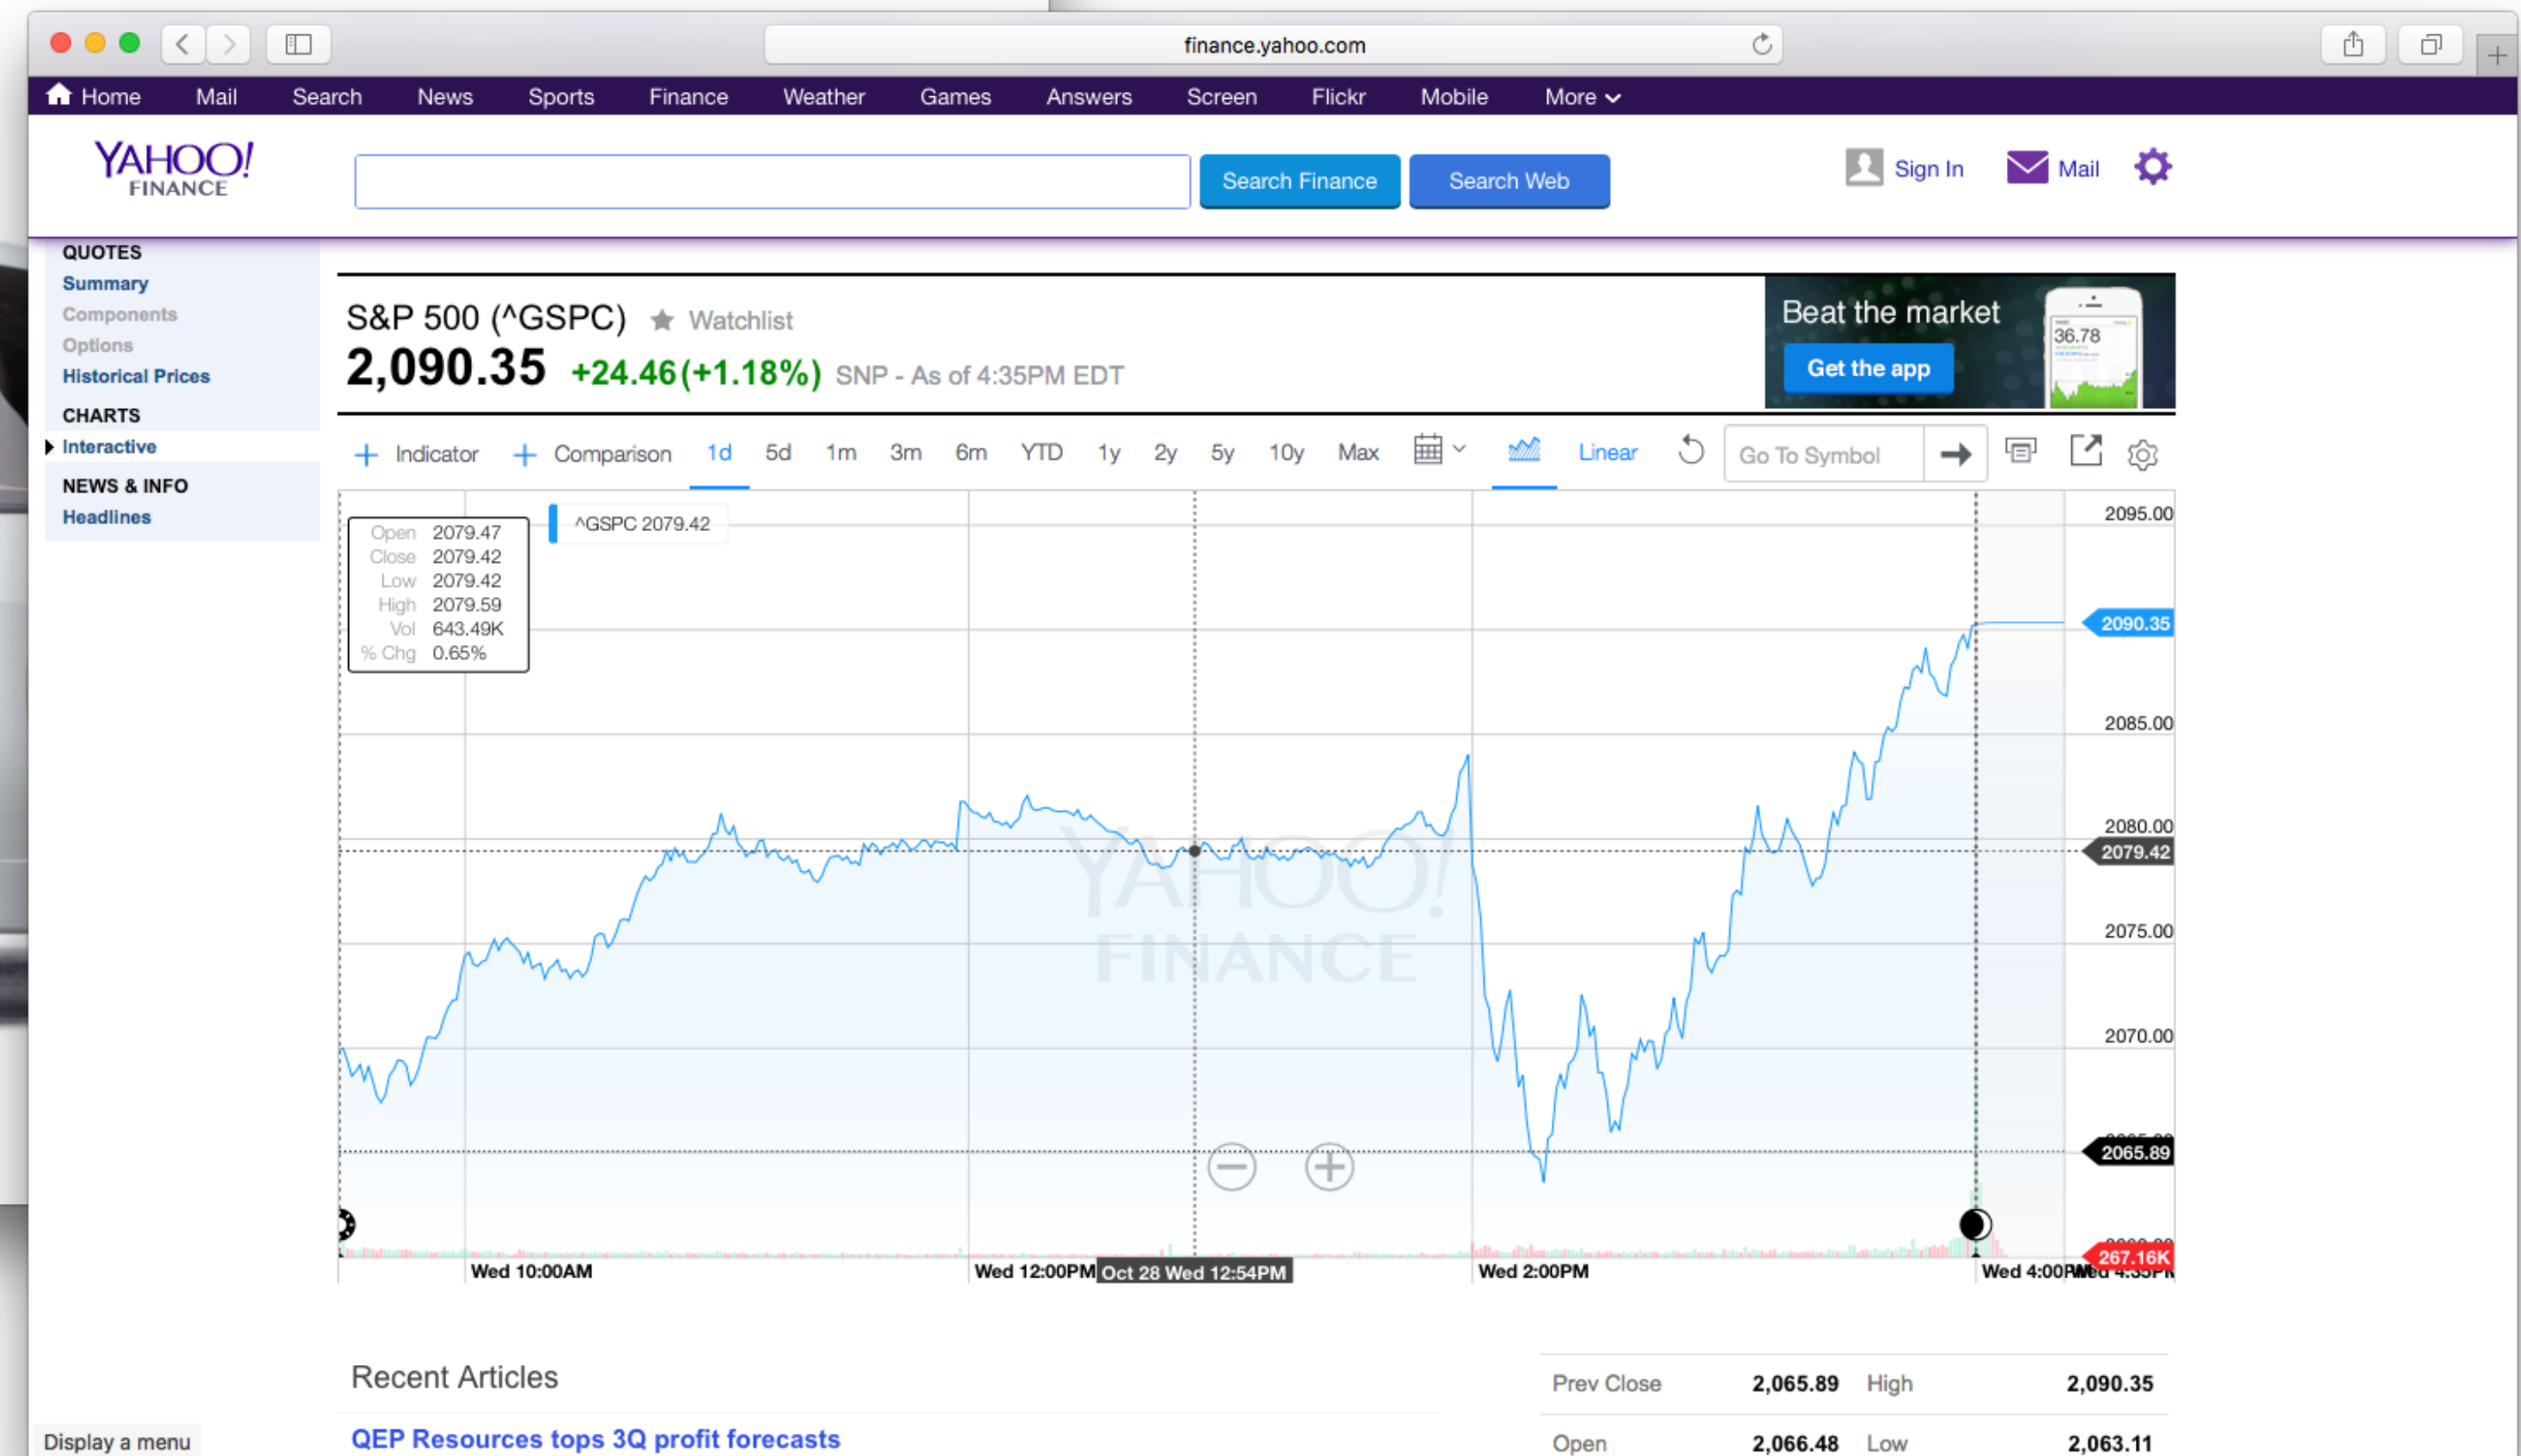 finance.yahoo.com
Home Mail Search News Sports Finance Weather Games Answers Screen Flickr Mobile More
YAHOO!
FINANCE
Search Finance
Search Web
Sign In
Mail
QUOTES
Summary
Components
Options
Historical Prices
CHARTS
Interactive
NEWS & INFO
Headlines
S&P 500 (^GSPC) Watchlist
2,090.35 +24.46(+1.18%) SNP - As of 4:35PM EDT
Beat the market
Get the app
36.78
Indicator Comparison 1d 5d 1m 3m 6m YTD 1y 2y 5y 10y Max Linear Go To Symbol
Open 2079.47
Close 2079.42
Low 2079.42
High 2079.59
Vol 643.49K
% Chg 0.65%
^GSPC 2079.42
2095.00
2090.35
2085.00
2080.00
2079.42
2075.00
2070.00
2065.89
267.16K
YAHOO!
FINANCE
Wed 10:00AM Wed 12:00PM Oct 28 Wed 12:54PM Wed 2:00PM Wed 4:00PM Wed 4:35PM
Recent Articles
QEP Resources tops 3Q profit forecasts
Prev Close 2,065.89 High 2,090.35
Open 2,066.48 Low 2,063.11
Display a menu